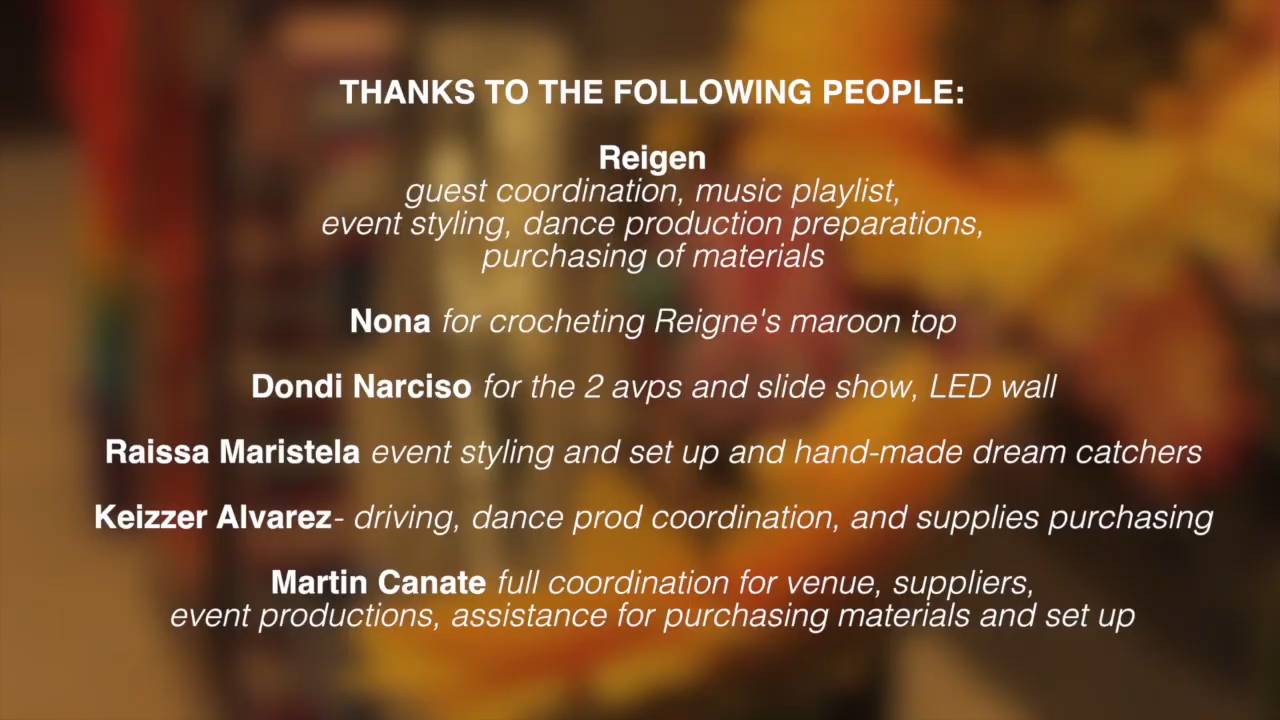 THANKS TO THE FOLLOWING PEOPLE:
Reigen
guest coordination, music playlist,
event styling, dance production preparations,
purchasing of materials
Nona for crocheting Reigne's maroon top
Dondi Narciso for the 2 avps and slide show, LED wall
Raissa Maristela event styling and set up and hand-made dream catchers
Keizzer Alvarez- driving, dance prod coordination, and supplies purchasing
Martin Canate full coordination for venue, suppliers,
event productions, assistance for purchasing materials and set up